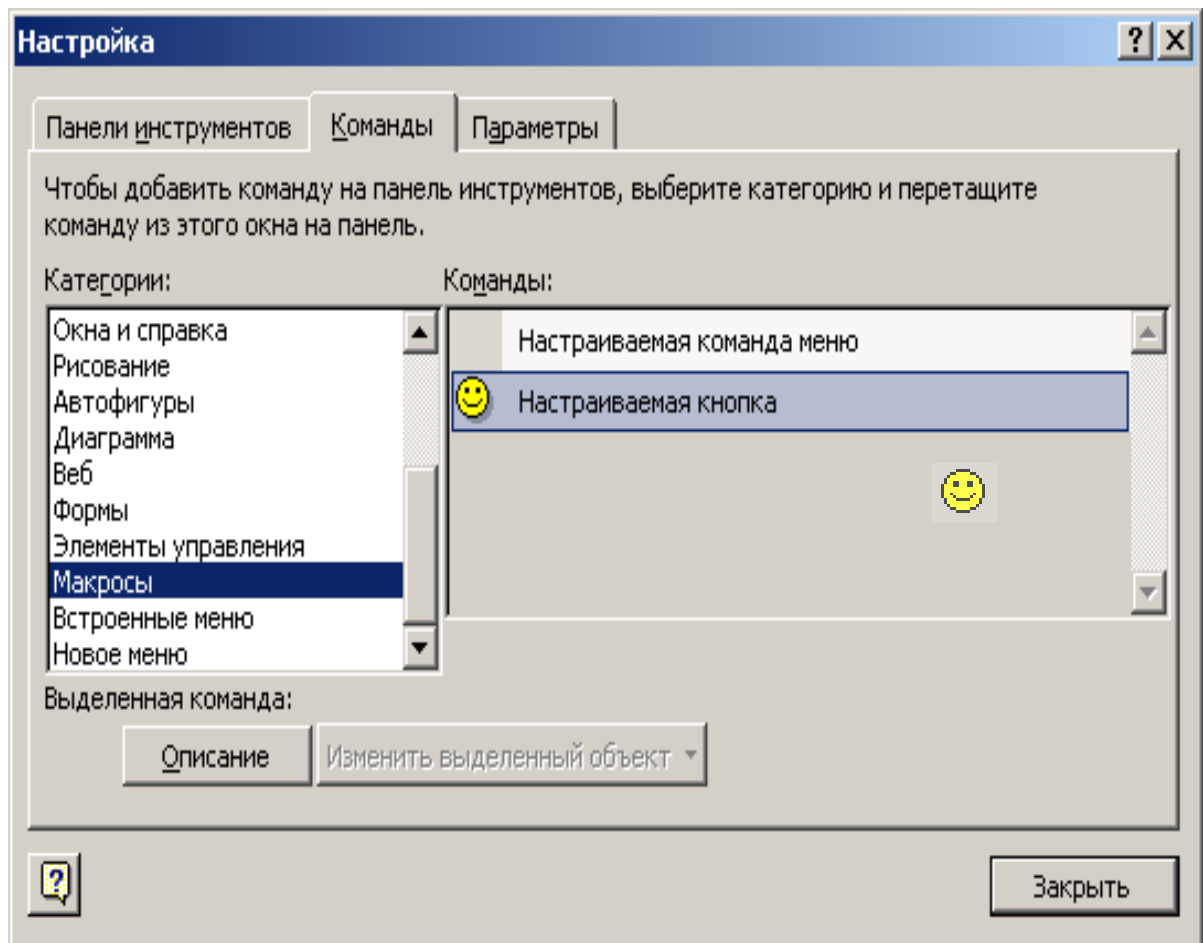 Настройка
Панели инструментов
Команды
Параметры
Чтобы добавить команду на панель инструментов, выберите категорию и перетащите
команду из этого окна на панель.
Категории:
Окна и справка
Рисование
Автофигуры
Диаграмма
Веб
Формы
Элементы управления
Макросы
Встроенные меню
Новое меню
Команды:
Настраиваемая команда меню
Настраиваемая кнопка
Выделенная команда:
Описание
Изменить выделенный объект
Закрыть